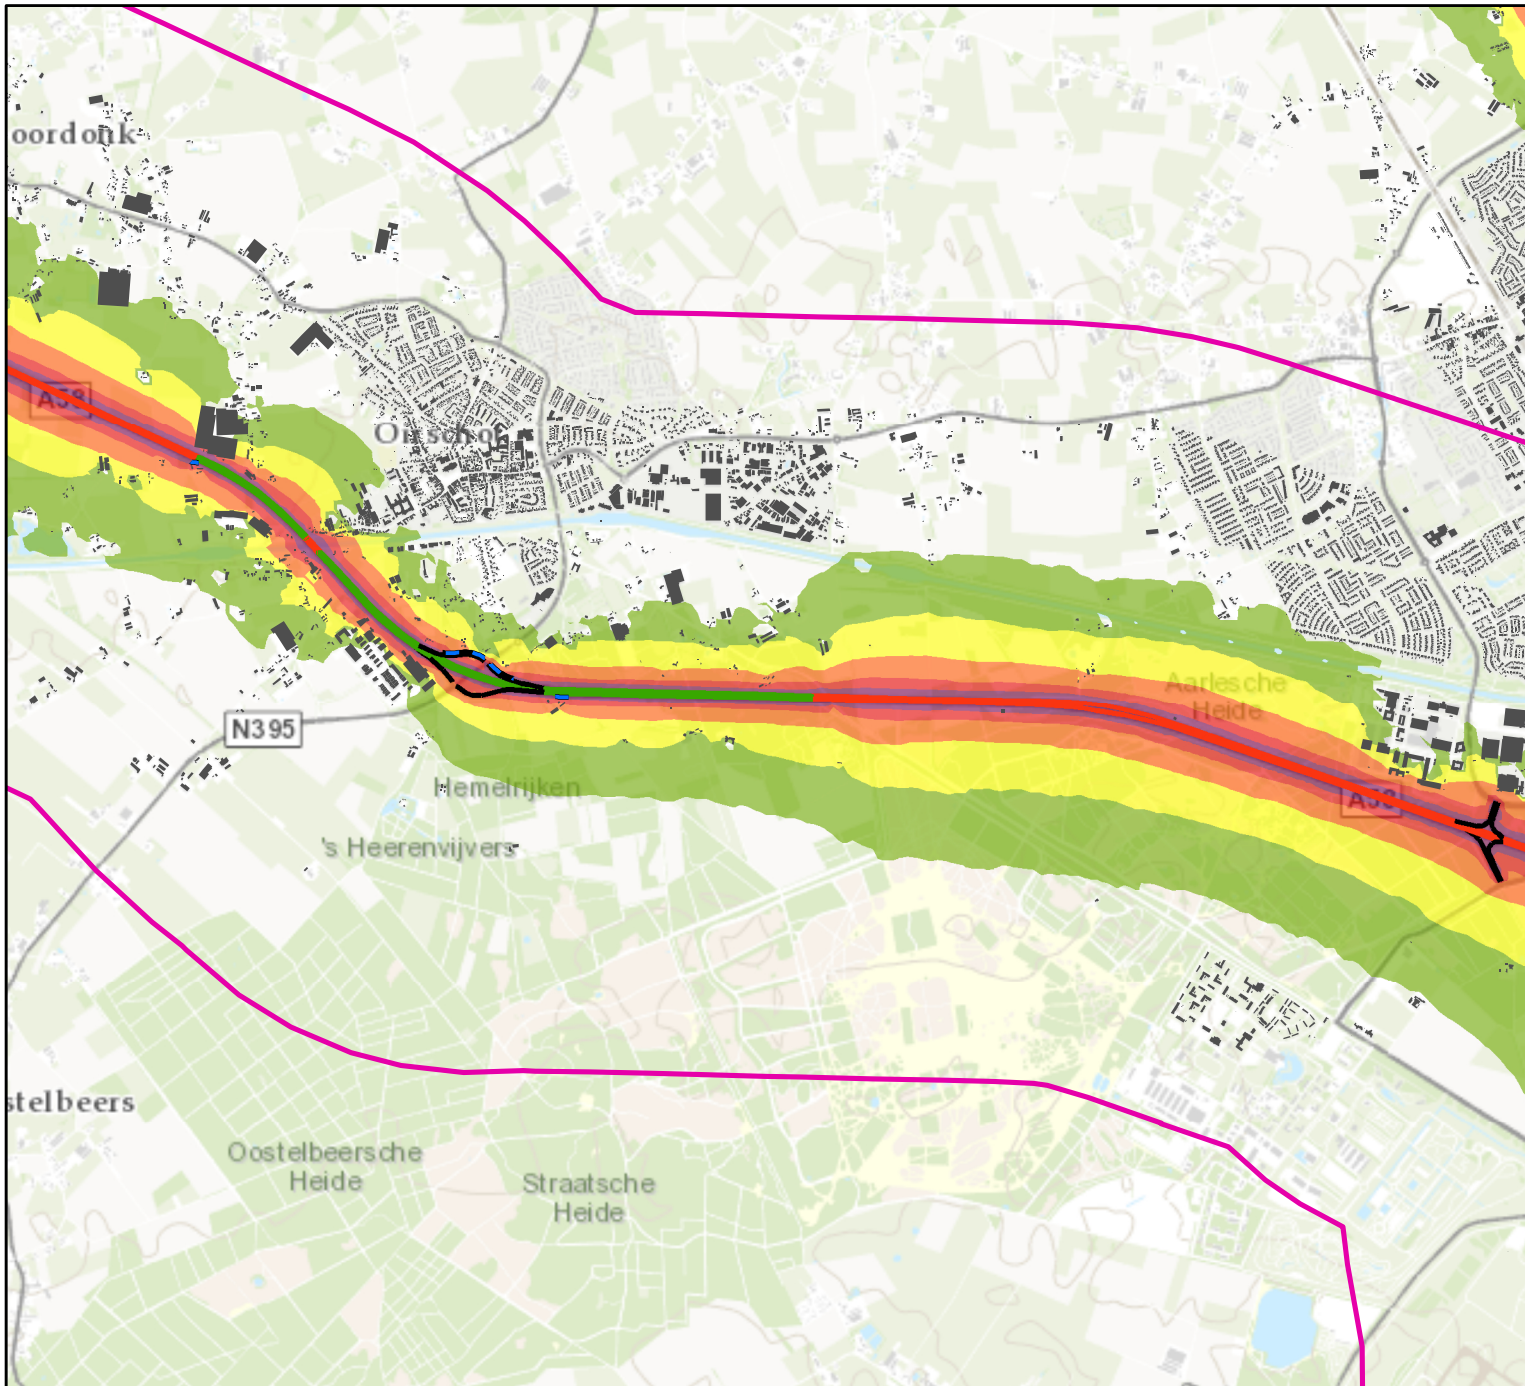 oordonk
A58
Oirschot
Aarlesche
Heide
N395
Hemelrijken
A58
's Heerenvijvers
stelbeers
Oostelbeersche
Heide
Straatsche
Heide